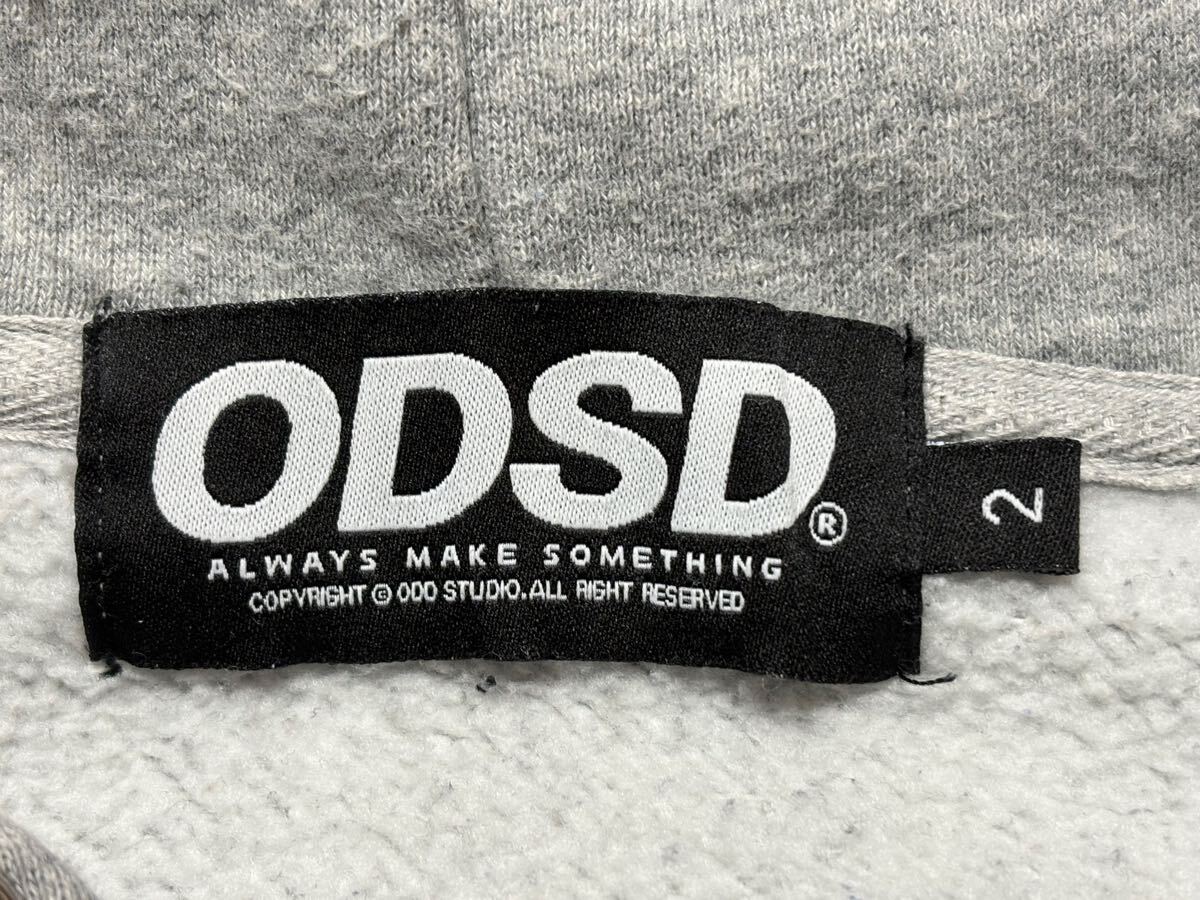 ODSD®
ALWAYS MAKE SOMETHING
COPYRIGHT © ODD STUDIO.ALL RIGHT RESERVED
2